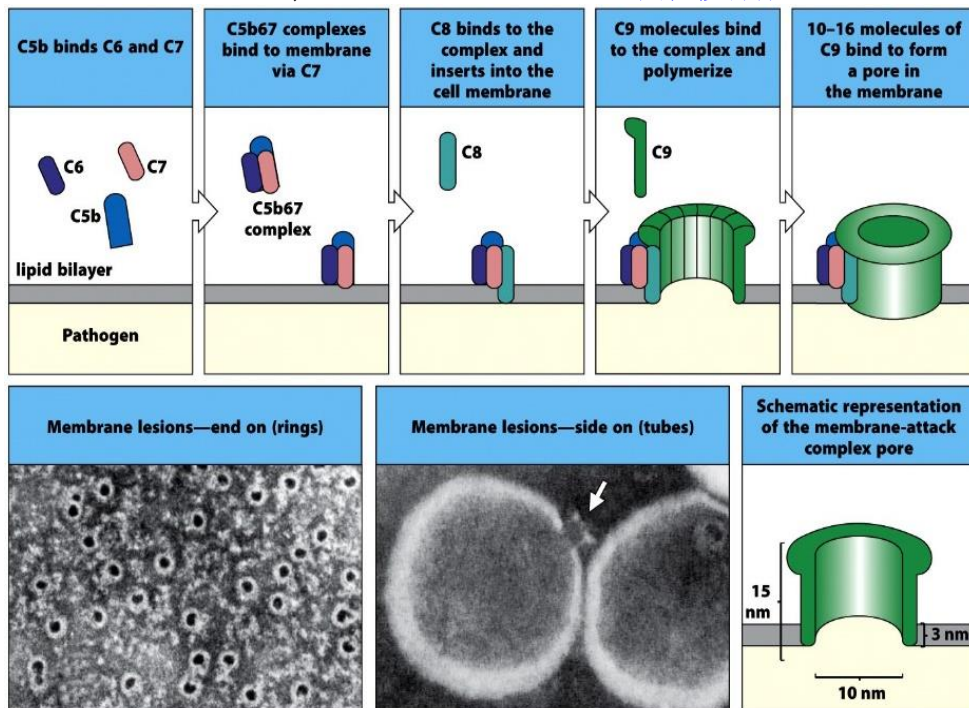 C5b binds C6 and C7
C5b67 complexes
bind to membrane
via C7
C8 binds to the
complex and
inserts into the
cell membrane
C9 molecules bind
to the complex and
polymerize
10–16 molecules of
C9 bind to form
a pore in
the membrane
C6
C7
C5b
lipid bilayer
Pathogen
C5b67
complex
C8
C9
Membrane lesions—end on (rings)
Membrane lesions—side on (tubes)
Schematic representation
of the membrane-attack
complex pore
15
nm
3 nm
10 nm